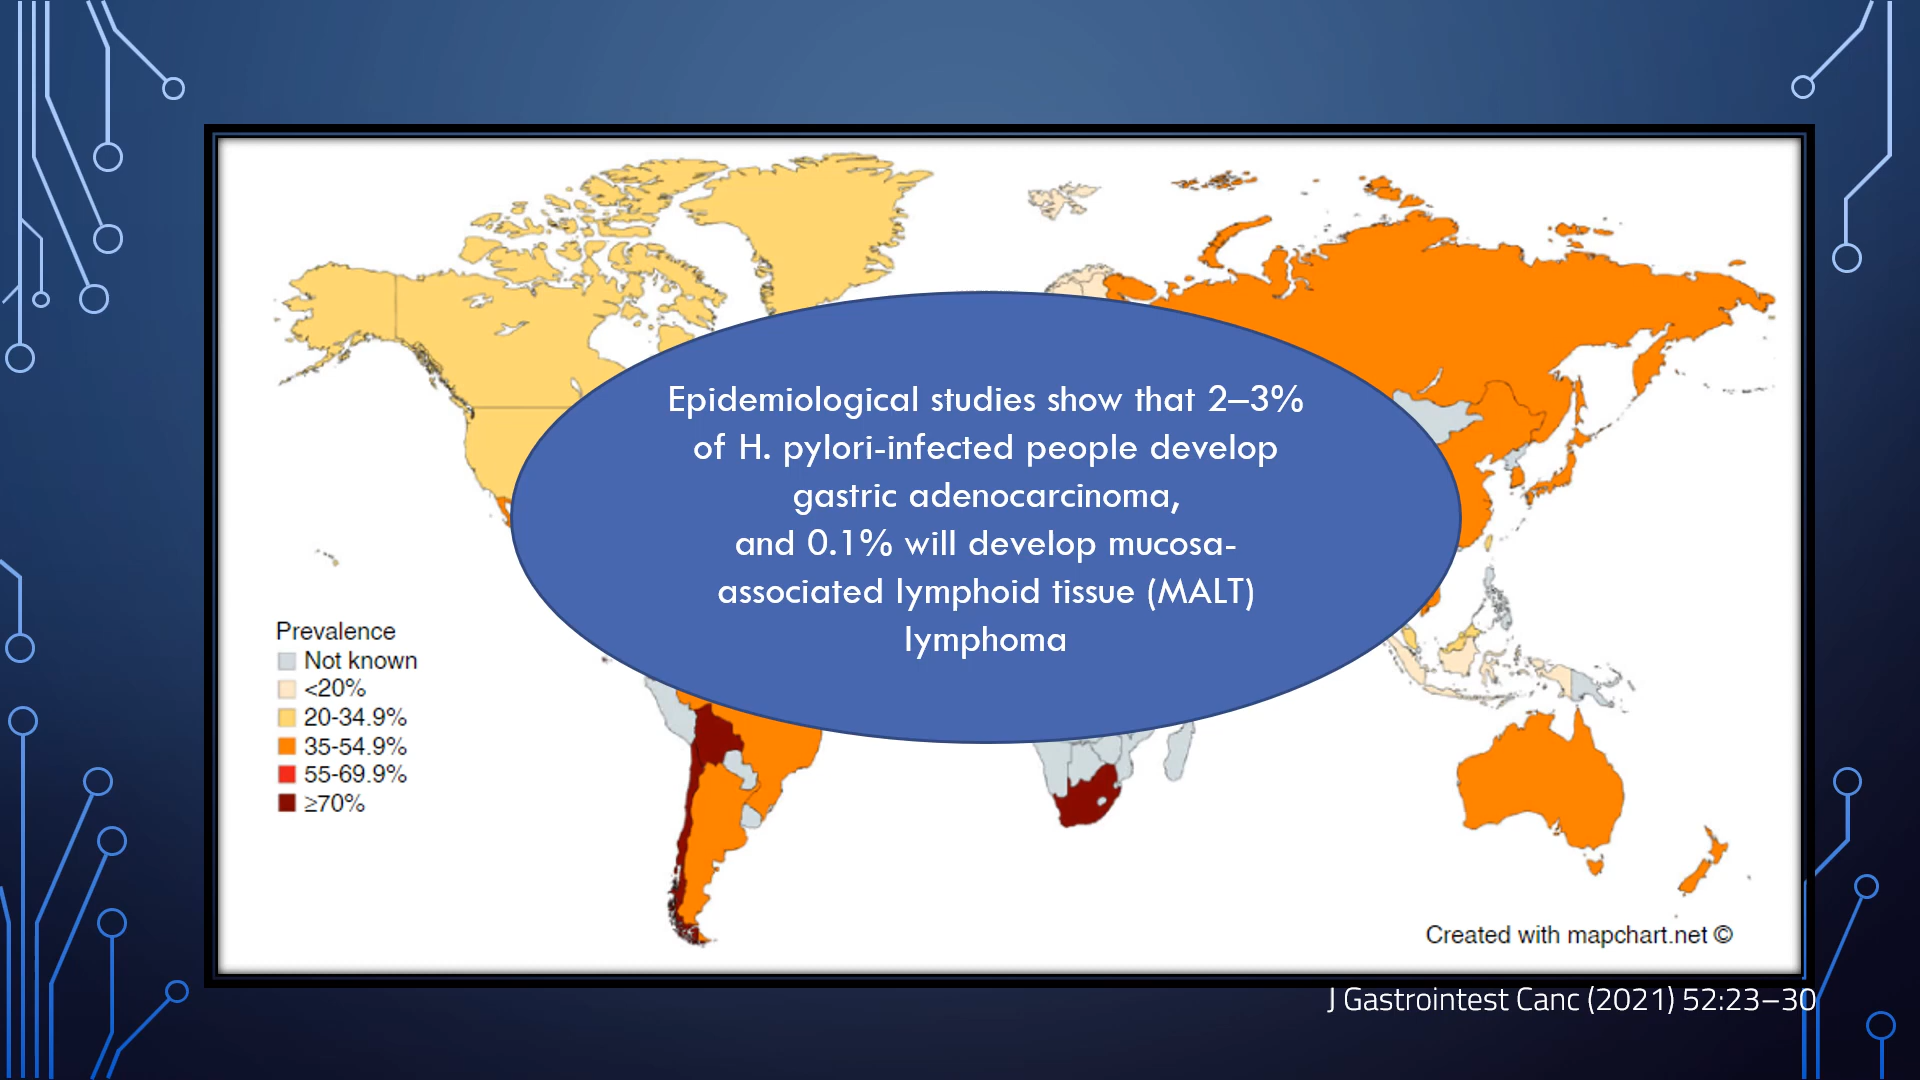 Epidemiological studies show that 2–3%
of H. pylori-infected people develop
gastric adenocarcinoma,
and 0.1% will develop mucosa-
associated lymphoid tissue (MALT)
lymphoma
Prevalence
Not known
<20%
20-34.9%
35-54.9%
55-69.9%
≥70%
Created with mapchart.net ©
J Gastrointest Canc (2021) 52:23–30